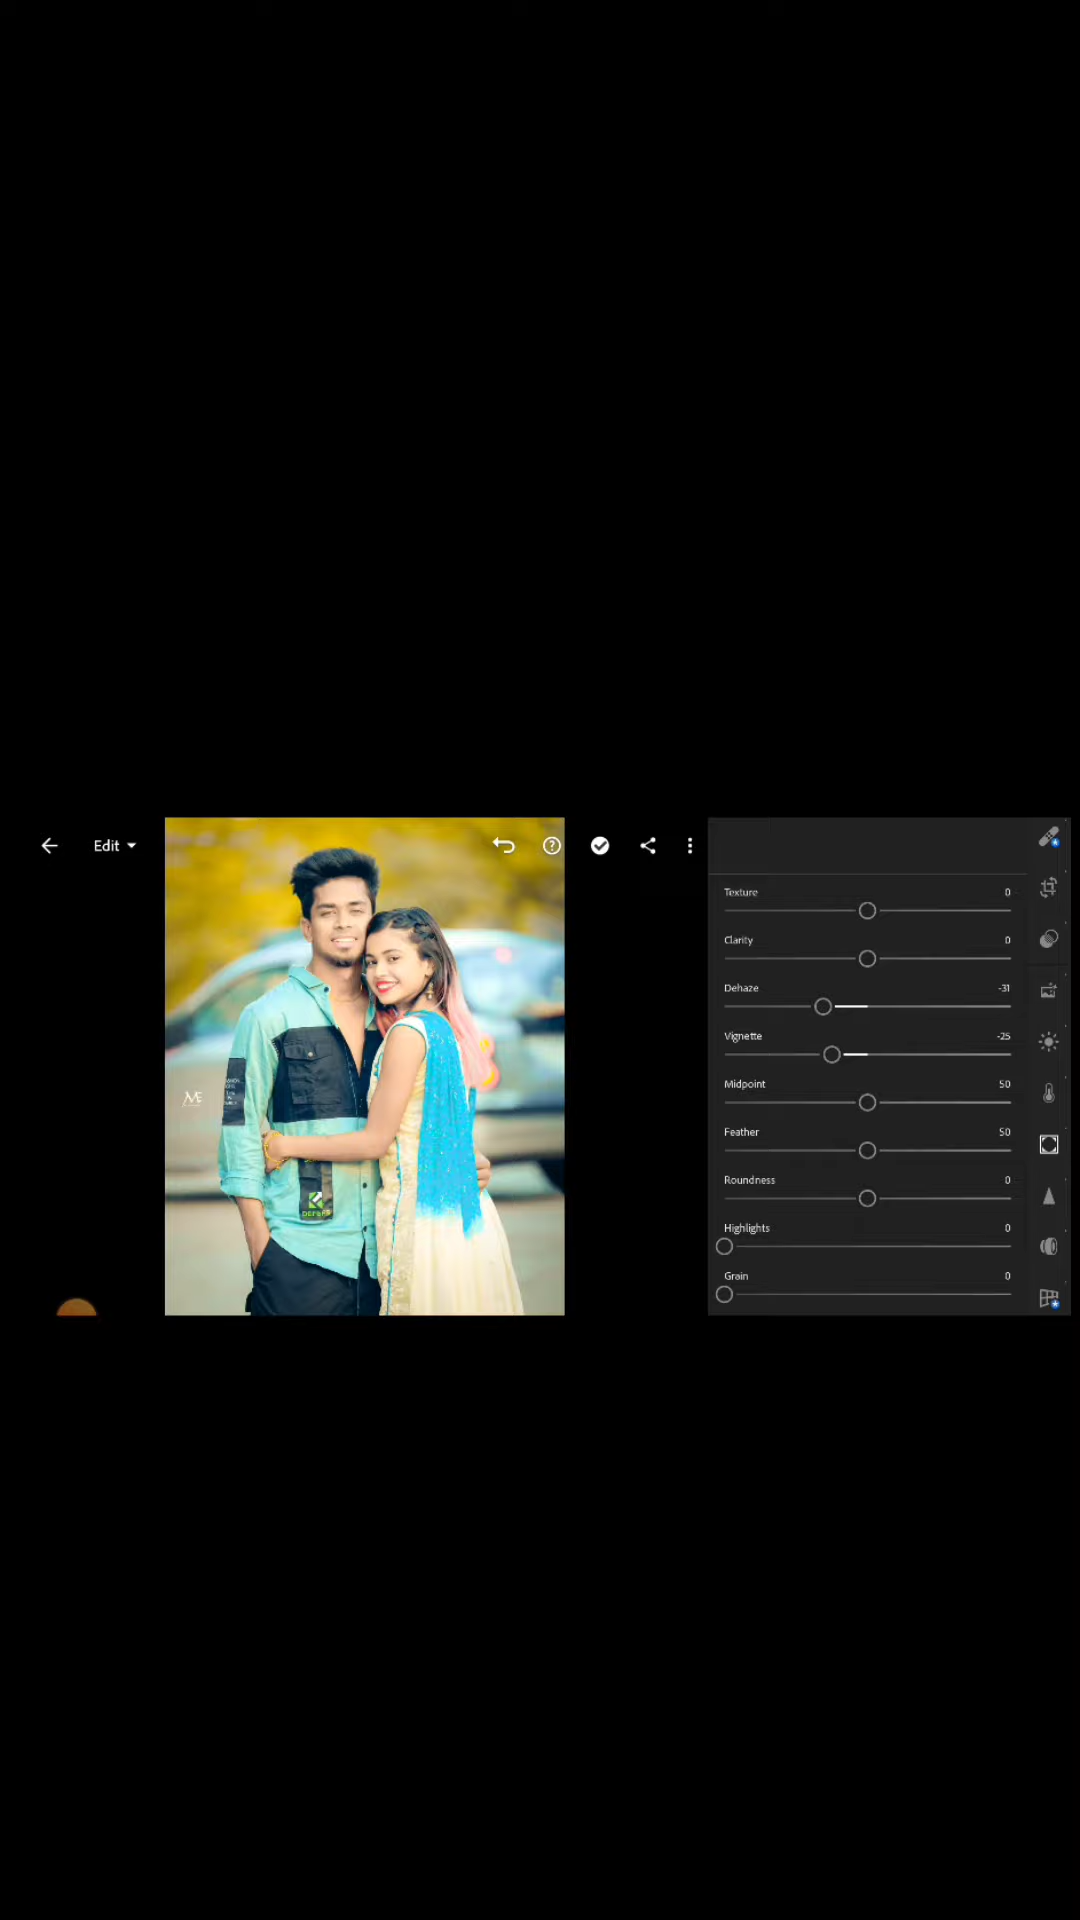 Edit
Texture 0
Clarity 0
Dehaze -31
Vignette -25
Midpoint 50
Feather 50
Roundness 0
Highlights 0
Grain 0
ME